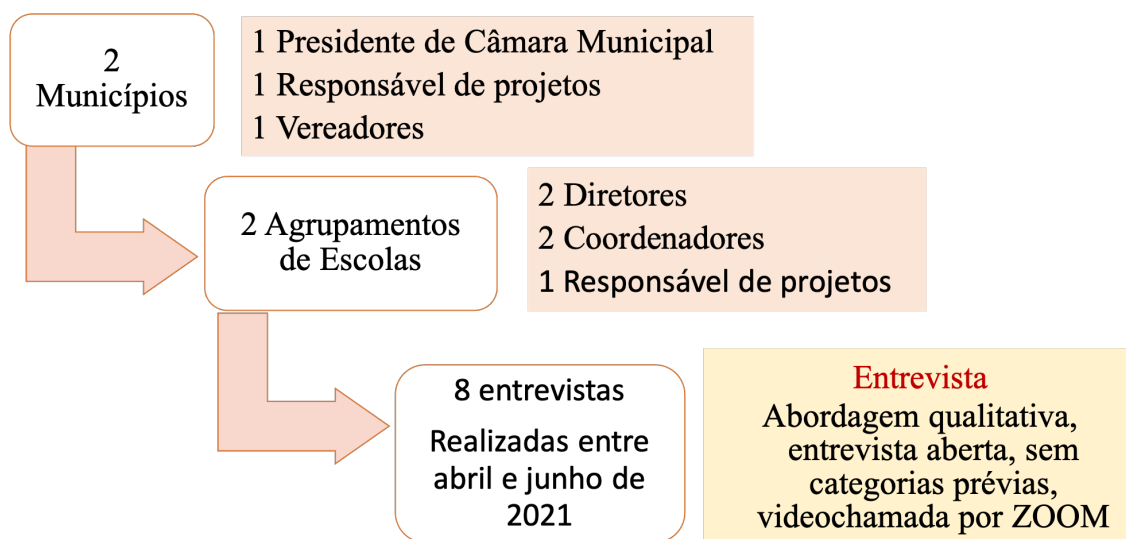 2
Municípios
1 Presidente de Câmara Municipal
1 Responsável de projetos
1 Vereadores
2 Agrupamentos
de Escolas
2 Diretores
2 Coordenadores
1 Responsável de projetos
8 entrevistas
Realizadas entre
abril e junho de
2021
Entrevista
Abordagem qualitativa,
entrevista aberta, sem
categorias prévias,
videochamada por ZOOM